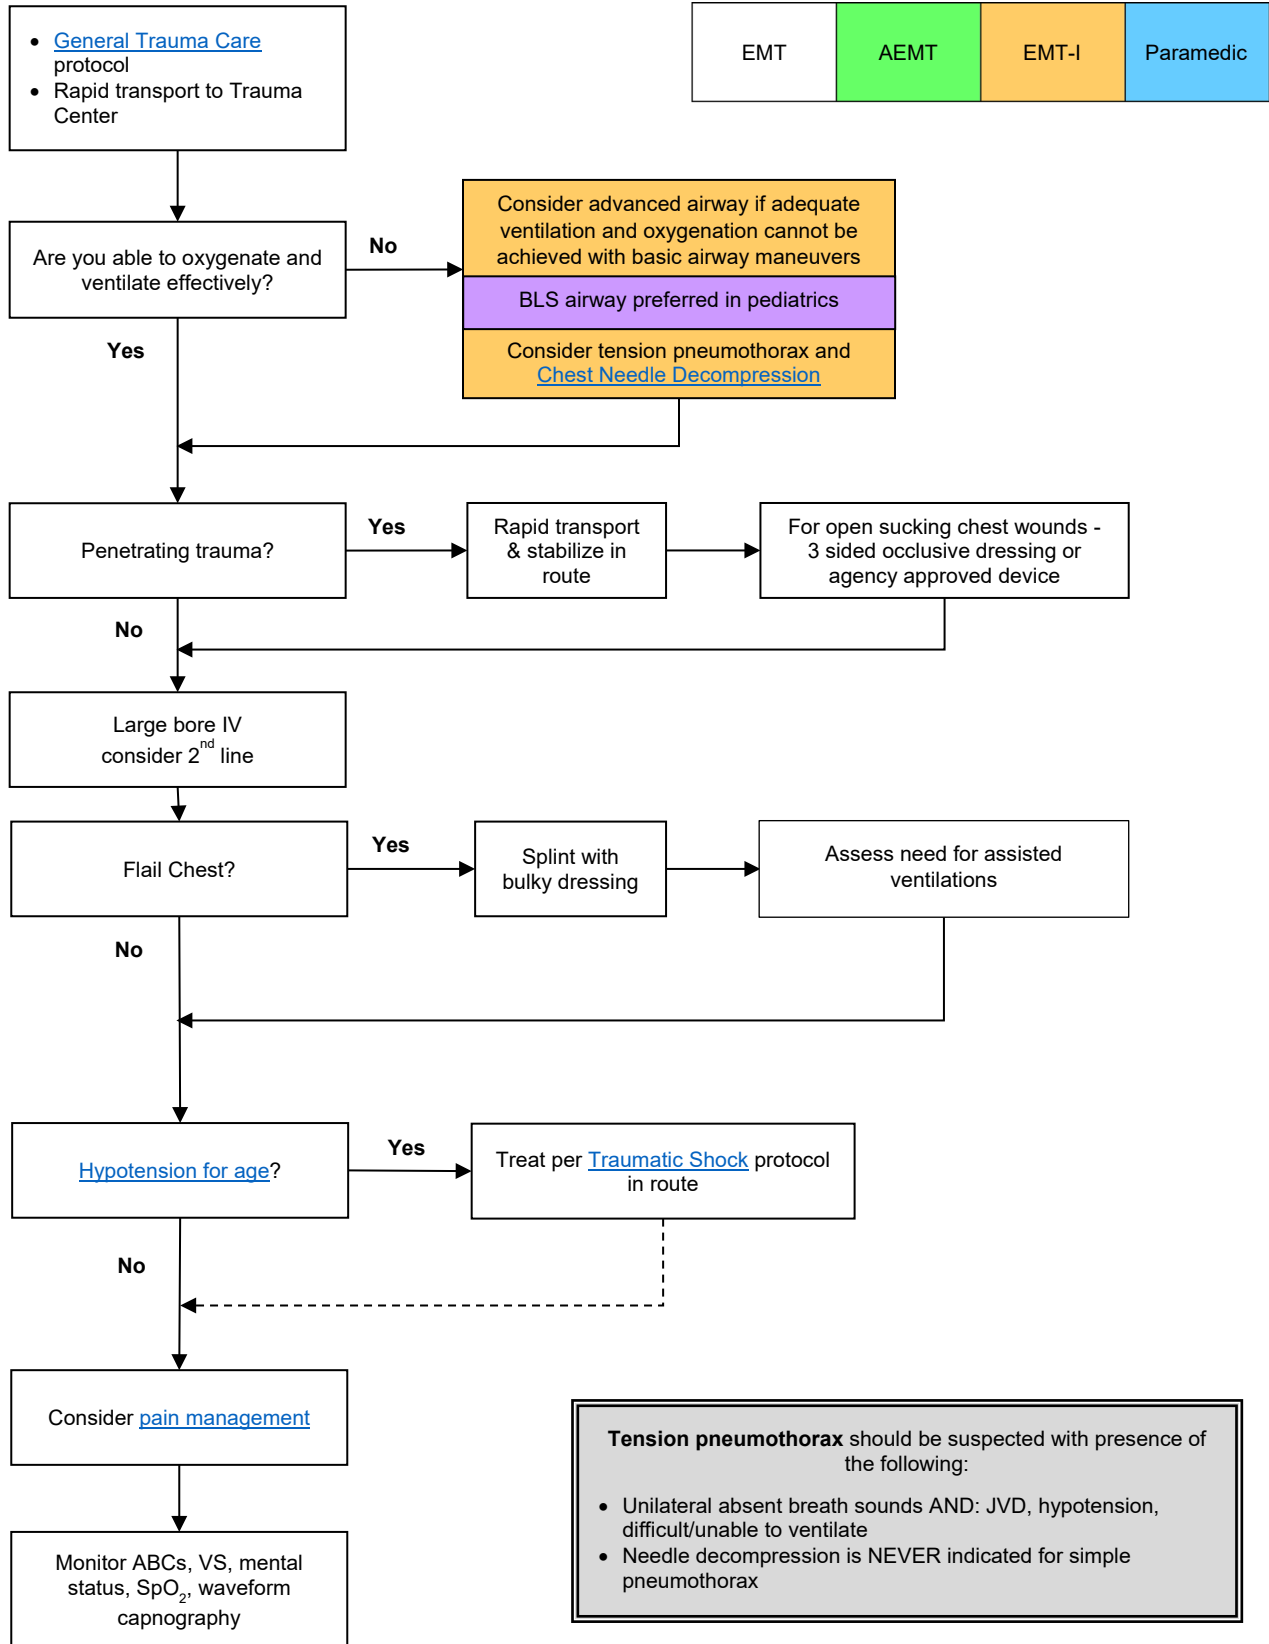 • General Trauma Care
protocol
• Rapid transport to Trauma
Center
EMT
AEMT
EMT-I
Paramedic
Are you able to oxygenate and
ventilate effectively?
No
Consider advanced airway if adequate
ventilation and oxygenation cannot be
achieved with basic airway maneuvers
BLS airway preferred in pediatrics
Consider tension pneumothorax and
Chest Needle Decompression
Yes
Penetrating trauma?
Yes
Rapid transport
& stabilize in
route
For open sucking chest wounds -
3 sided occlusive dressing or
agency approved device
No
Large bore IV
consider 2nd line
Flail Chest?
Yes
Splint with
bulky dressing
Assess need for assisted
ventilations
No
Hypotension for age?
Yes
Treat per Traumatic Shock protocol
in route
No
Consider pain management
Monitor ABCs, VS, mental
status, SpO2, waveform
capnography
Tension pneumothorax should be suspected with presence of
the following:
• Unilateral absent breath sounds AND: JVD, hypotension,
difficult/unable to ventilate
• Needle decompression is NEVER indicated for simple
pneumothorax